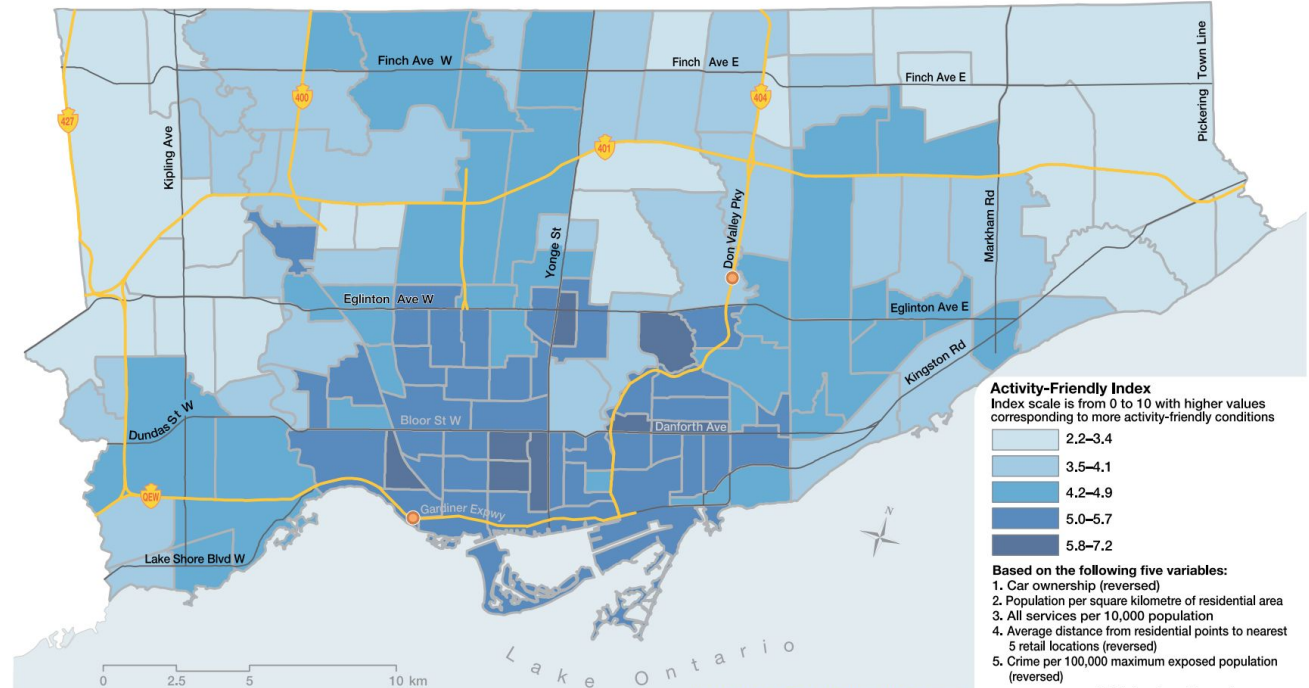 Finch Ave W
Finch Ave E
Finch Ave E
Pickering Town Line
427
400
404
401
Kipling Ave
Markham Rd
Don Valley Pky
Yonge St
Eglinton Ave W
Eglinton Ave E
Kingston Rd
Dundas St W
Bloor St W
Danforth Ave
QEW
Gardiner Expwy
Lake Shore Blvd W
N
Lake Ontario
0 2.5 5 10 km
Activity-Friendly Index
Index scale is from 0 to 10 with higher values
corresponding to more activity-friendly conditions
2.2–3.4
3.5–4.1
4.2–4.9
5.0–5.7
5.8–7.2
Based on the following five variables:
1. Car ownership (reversed)
2. Population per square kilometre of residential area
3. All services per 10,000 population
4. Average distance from residential points to nearest
5 retail locations (reversed)
5. Crime per 100,000 maximum exposed population
(reversed)